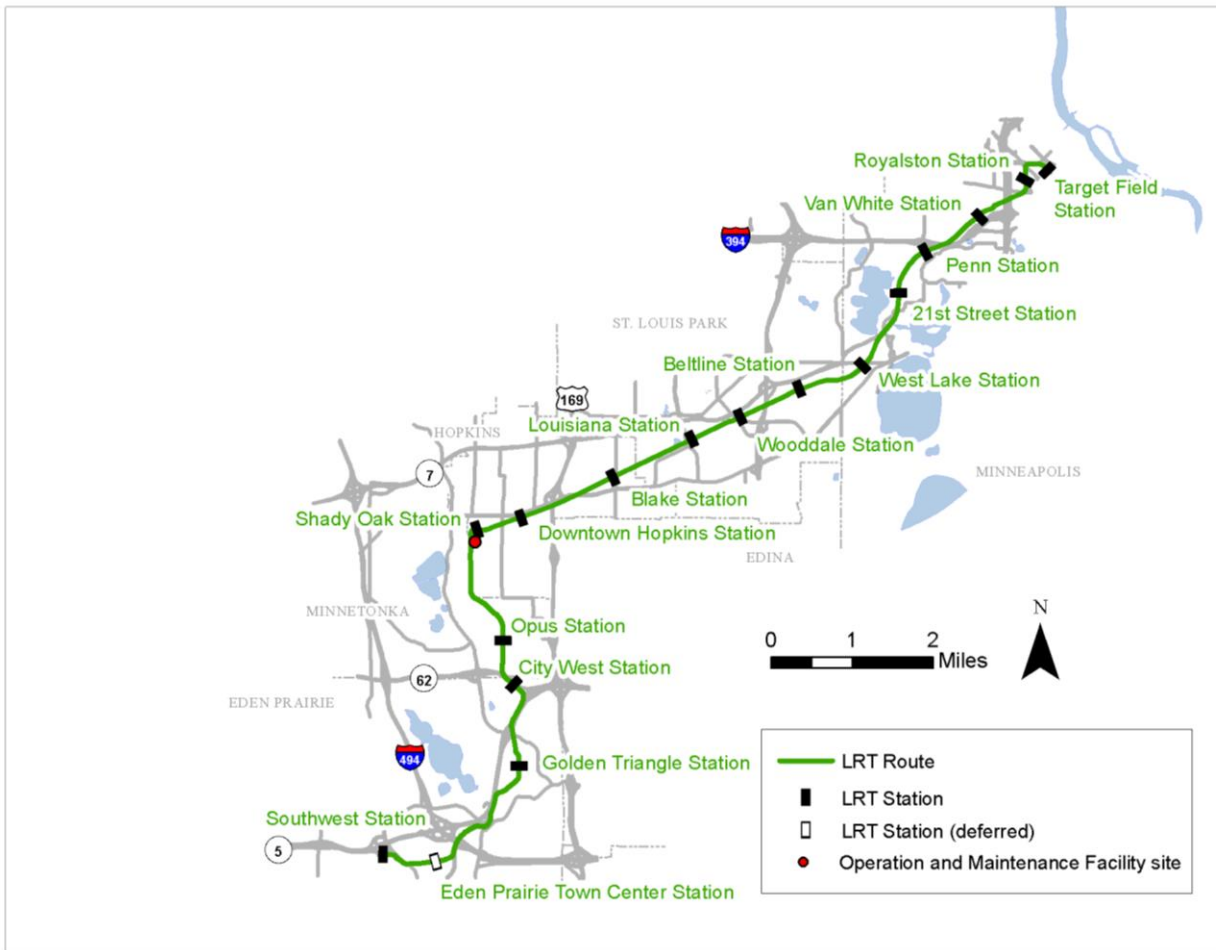 Royalston Station
Target Field
Station
Van White Station
394
Penn Station
21st Street Station
ST. LOUIS PARK
Beltline Station
West Lake Station
169
Louisiana Station
HOPKINS
Wooddale Station
7
MINNEAPOLIS
Blake Station
Shady Oak Station
Downtown Hopkins Station
EDINA
MINNETONKA
Opus Station
N
0 1 2
Miles
City West Station
62
EDEN PRAIRIE
494
Golden Triangle Station
LRT Route
LRT Station
LRT Station (deferred)
Operation and Maintenance Facility site
Southwest Station
5
Eden Prairie Town Center Station